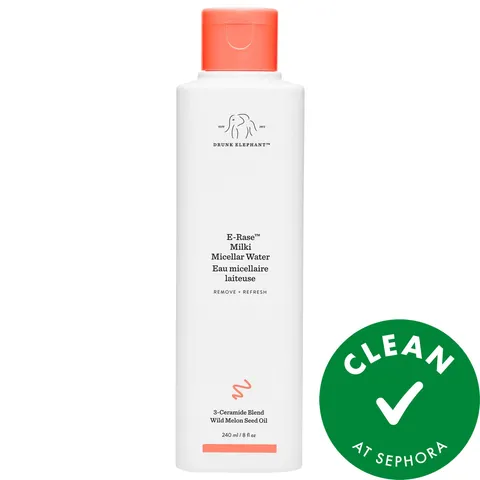 DRUNK ELEPHANT™
E-Rase™
Milki
Micellar Water
Eau micellaire
laiteuse
REMOVE + REFRESH
3-Ceramide Blend
Wild Melon Seed Oil
240 ml / 8 fl oz
CLEAN
AT SEPHORA